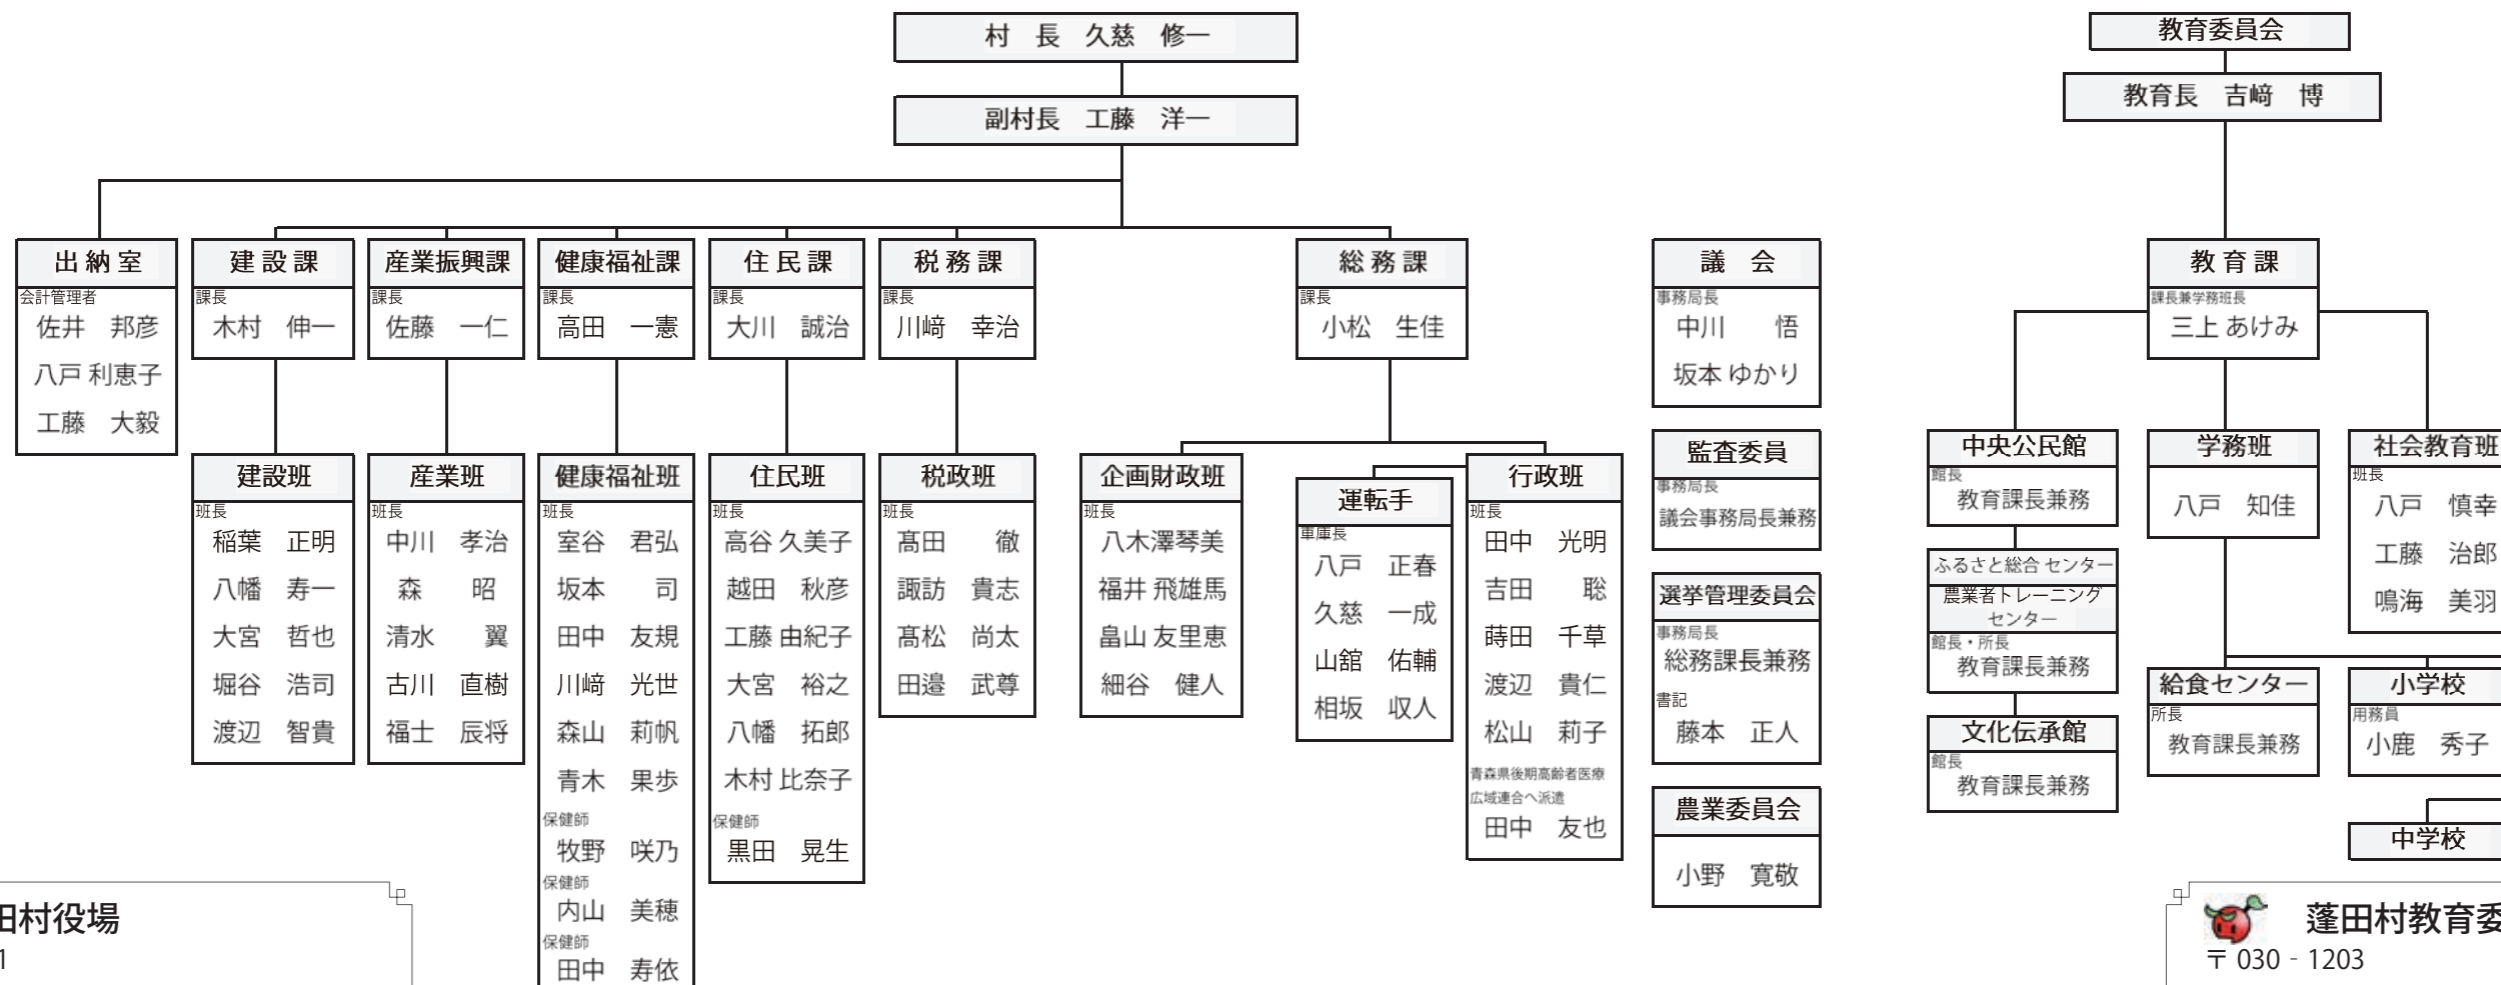 村　長　久慈　修一
副村長　工藤　洋一
出 納 室
会計管理者
佐井　邦彦
八戸 利恵子
工藤　大毅
建 設 課
課長
木村　伸一
建設班
班長
稲葉　正明
八幡　寿一
大宮　哲也
堀谷　浩司
渡辺　智貴
産業振興課
課長
佐藤　一仁
産業班
班長
中川　孝治
森　　昭
清水　　翼
古川　直樹
福士　辰将
健康福祉課
課長
高田　一憲
健康福祉班
班長
室谷　君弘
坂本　　司
田中　友規
川﨑　光世
森山　莉帆
青木　果歩
保健師
牧野　咲乃
保健師
内山　美穂
保健師
田中　寿依
住 民 課
課長
大川　誠治
住民班
班長
高谷 久美子
越田　秋彦
工藤 由紀子
大宮　裕之
八幡　拓郎
木村 比奈子
保健師
黒田　晃生
税 務 課
課長
川﨑　幸治
税政班
班長
髙田　　徹
諏訪　貴志
髙松　尚太
田邉　武尊
総 務 課
課長
小松　生佳
企画財政班
班長
八木澤琴美
福井 飛雄馬
畠山 友里恵
細谷　健人
運転手
車庫長
八戸　正春
久慈　一成
山舘　佑輔
相坂　収人
行政班
班長
田中　光明
吉田　　聡
蒔田　千草
渡辺　貴仁
松山　莉子
青森県後期高齢者医療
広域連合へ派遣
田中　友也
議　会
事務局長
中川　　悟
坂本 ゆかり
監査委員
事務局長
議会事務局長兼務
選挙管理委員会
事務局長
総務課長兼務
書記
藤本　正人
農業委員会
小野　寛敬
教育委員会
教育長　吉﨑　博
教 育 課
課長兼学務班長
三上 あけみ
中央公民館
館長
教育課長兼務
ふるさと総合 センター
農業者トレーニング
センター
館長・所長
教育課長兼務
文化伝承館
館長
教育課長兼務
学務班
八戸　知佳
社会教育班
班長
八戸　慎幸
工藤　治郎
鳴海　美羽
給食センター
所長
教育課長兼務
小学校
用務員
小鹿　秀子
中学校
田村役場
1
蓬田村教育委
〒 030‐1203